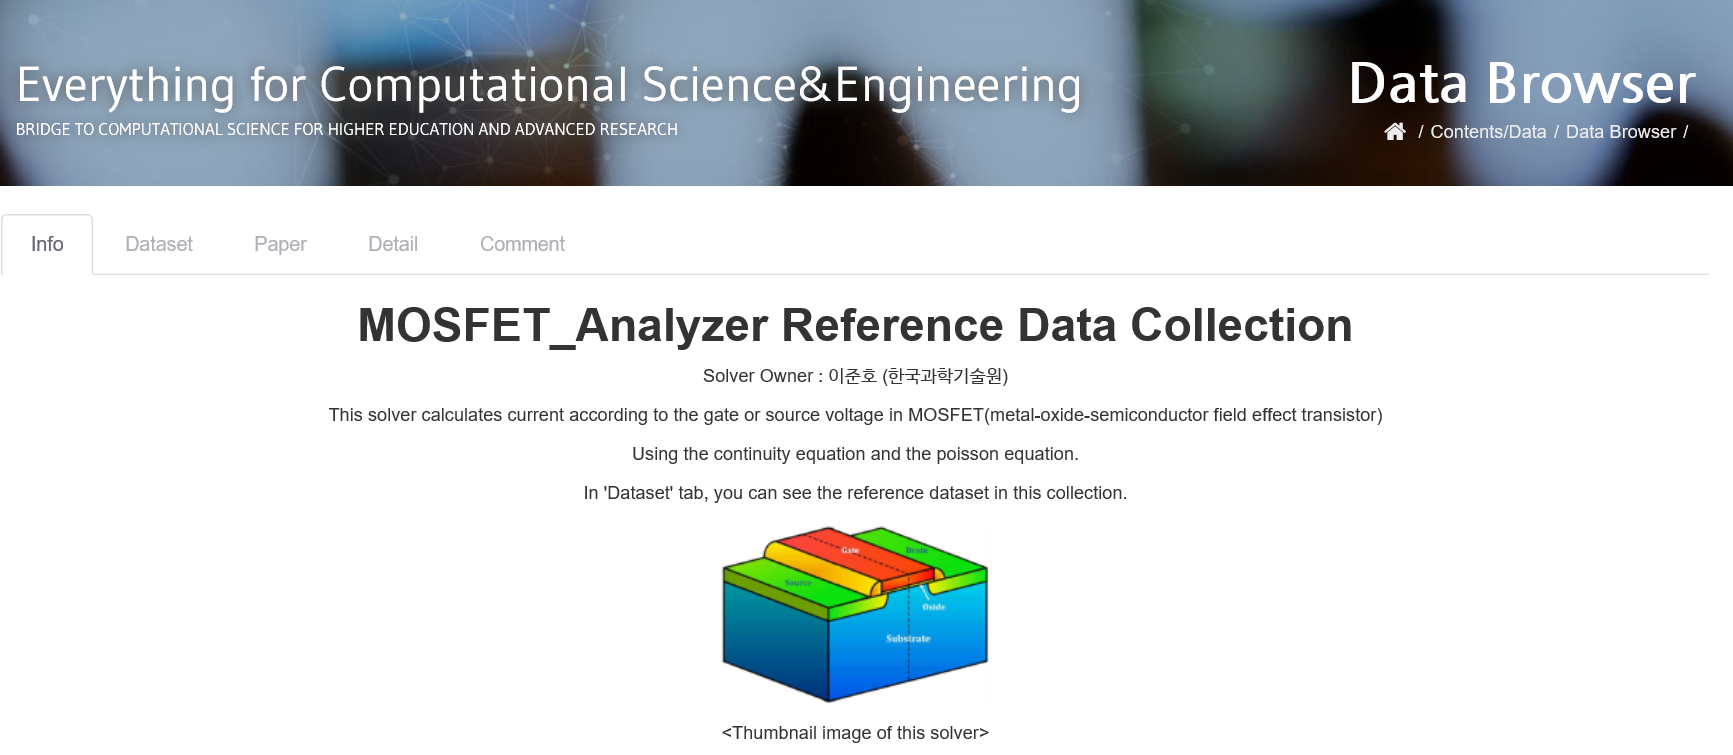 Everything for Computational Science&Engineering
BRIDGE TO COMPUTATIONAL SCIENCE FOR HIGHER EDUCATION AND ADVANCED RESEARCH
Data Browser
/ Contents/Data / Data Browser /
Info
Dataset
Paper
Detail
Comment
MOSFET_Analyzer Reference Data Collection
Solver Owner : 이준호 (한국과학기술원)
This solver calculates current according to the gate or source voltage in MOSFET(metal-oxide-semiconductor field effect transistor)
Using the continuity equation and the poisson equation.
In 'Dataset' tab, you can see the reference dataset in this collection.
Gate
Drain
Source
Oxide
Substrate
<Thumbnail image of this solver>